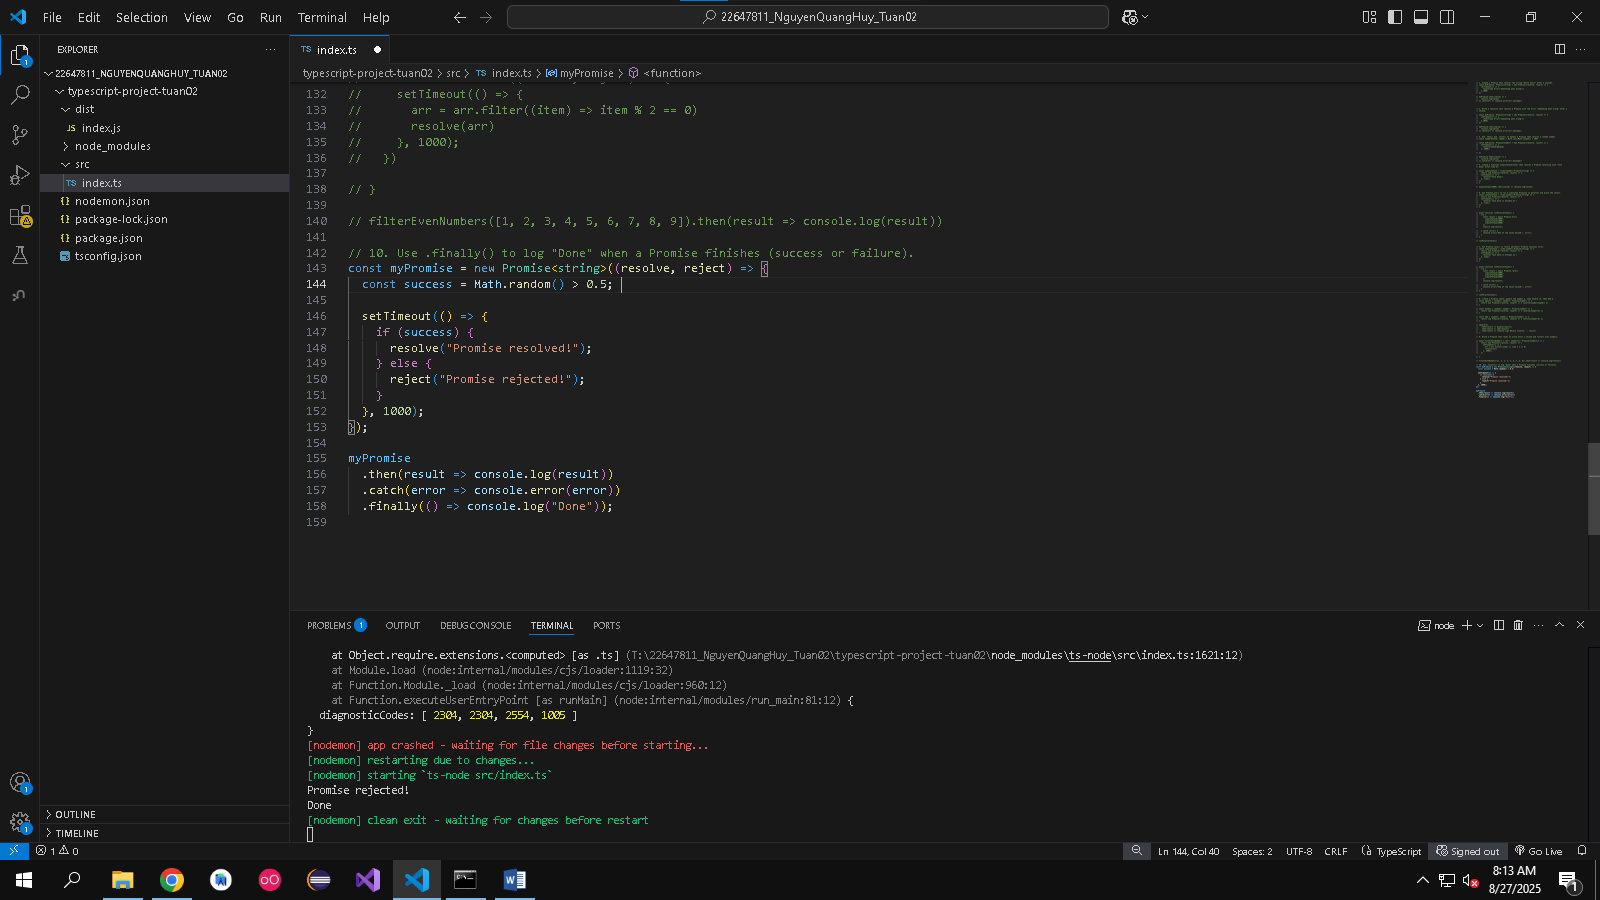 File Edit Selection View Go Run Terminal Help
22647811_NguyenQuangHuy_Tuan02
EXPLORER
22647811_NGUYENQUANGHUY_TUAN02
typescript-project-tuan02
dist
JS index.js
node_modules
src
TS index.ts
{} nodemon.json
{} package-lock.json
{} package.json
tsconfig.json
OUTLINE
TIMELINE
TS index.ts
typescript-project-tuan02 > src > TS index.ts > myPromise > <function>
132 // setTimeout(() => {
133 // arr = arr.filter((item) => item % 2 == 0)
134 // resolve(arr)
135 // }, 1000);
136 // })
137
138 // }
139
140 // filterEvenNumbers([1, 2, 3, 4, 5, 6, 7, 8, 9]).then(result => console.log(result))
141
142 // 10. Use .finally() to log "Done" when a Promise finishes (success or failure).
143 const myPromise = new Promise<string>((resolve, reject) => {
144 const success = Math.random() > 0.5;
145
146 setTimeout(() => {
147 if (success) {
148 resolve("Promise resolved!");
149 } else {
150 reject("Promise rejected!");
151 }
152 }, 1000);
153 });
154
155 myPromise
156 .then(result => console.log(result))
157 .catch(error => console.error(error))
158 .finally(() => console.log("Done"));
159
PROBLEMS 1 OUTPUT DEBUG CONSOLE TERMINAL PORTS
node
at Object.require.extensions.<computed> [as .ts] (T:\22647811_NguyenQuangHuy_Tuan02\typescript-project-tuan02\node_modules\ts-node\src\index.ts:1621:12)
at Module.load (node:internal/modules/cjs/loader:1119:32)
at Function.Module._load (node:internal/modules/cjs/loader:960:12)
at Function.executeUserEntryPoint [as runMain] (node:internal/modules/run_main:81:12) {
diagnosticCodes: [ 2304, 2304, 2554, 1005 ]
}
[nodemon] app crashed - waiting for file changes before starting...
[nodemon] restarting due to changes...
[nodemon] starting `ts-node src/index.ts`
Promise rejected!
Done
[nodemon] clean exit - waiting for changes before restart
1 0
Ln 144, Col 40 Spaces: 2 UTF-8 CRLF TypeScript Signed out Go Live
8:13 AM
8/27/2025
1